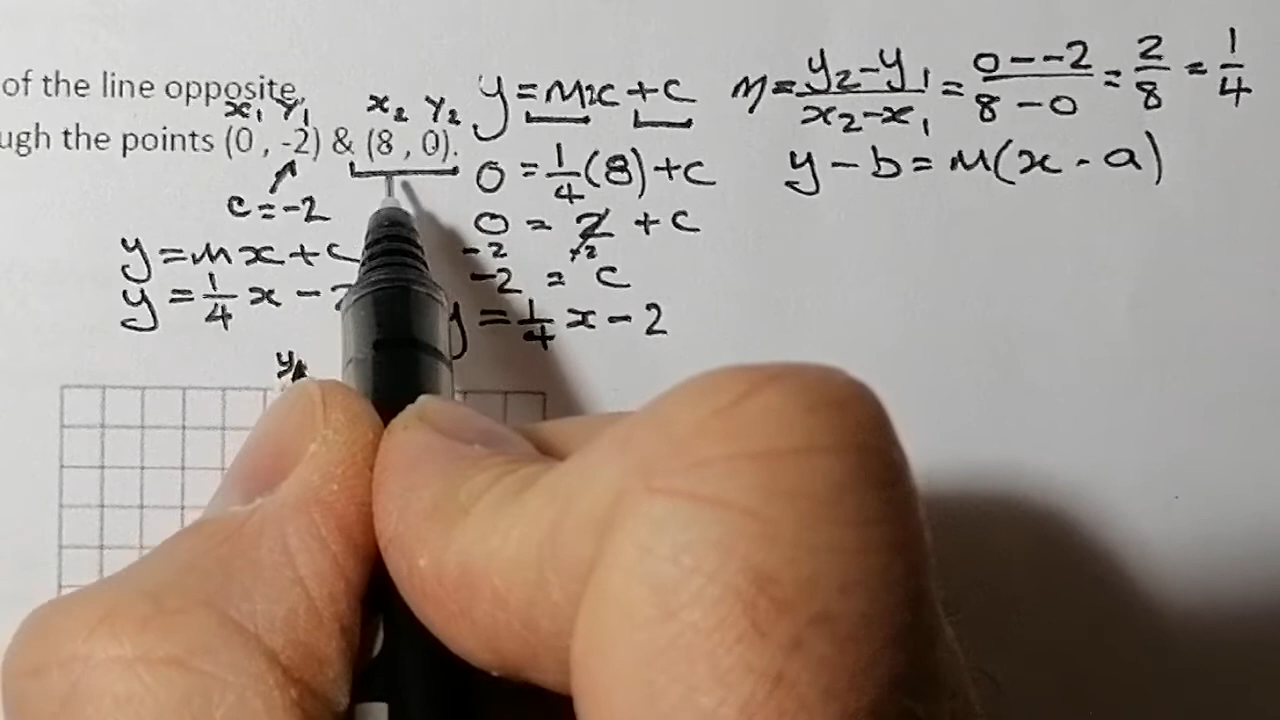 of the line opposite,
x₁ y₁ x₂ y₂
ugh the points (0 , -2) & (8 , 0).
c = -2
y = mx + c
y = 1/4 x -
y = mx + c
0 = 1/4 (8) + c
0 = 2 + c
-2 -2
-2 = c
y = 1/4 x - 2
m = y₂ - y₁ / x₂ - x₁ = 0 - - 2 / 8 - 0 = 2/8 = 1/4
y - b = m(x - a)
y